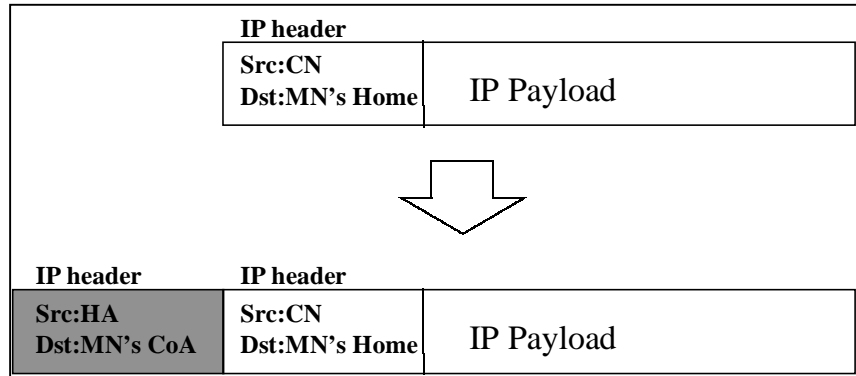 IP header
Src:CN
Dst:MN's Home
IP Payload
IP header
IP header
Src:HA
Dst:MN's CoA
Src:CN
Dst:MN's Home
IP Payload